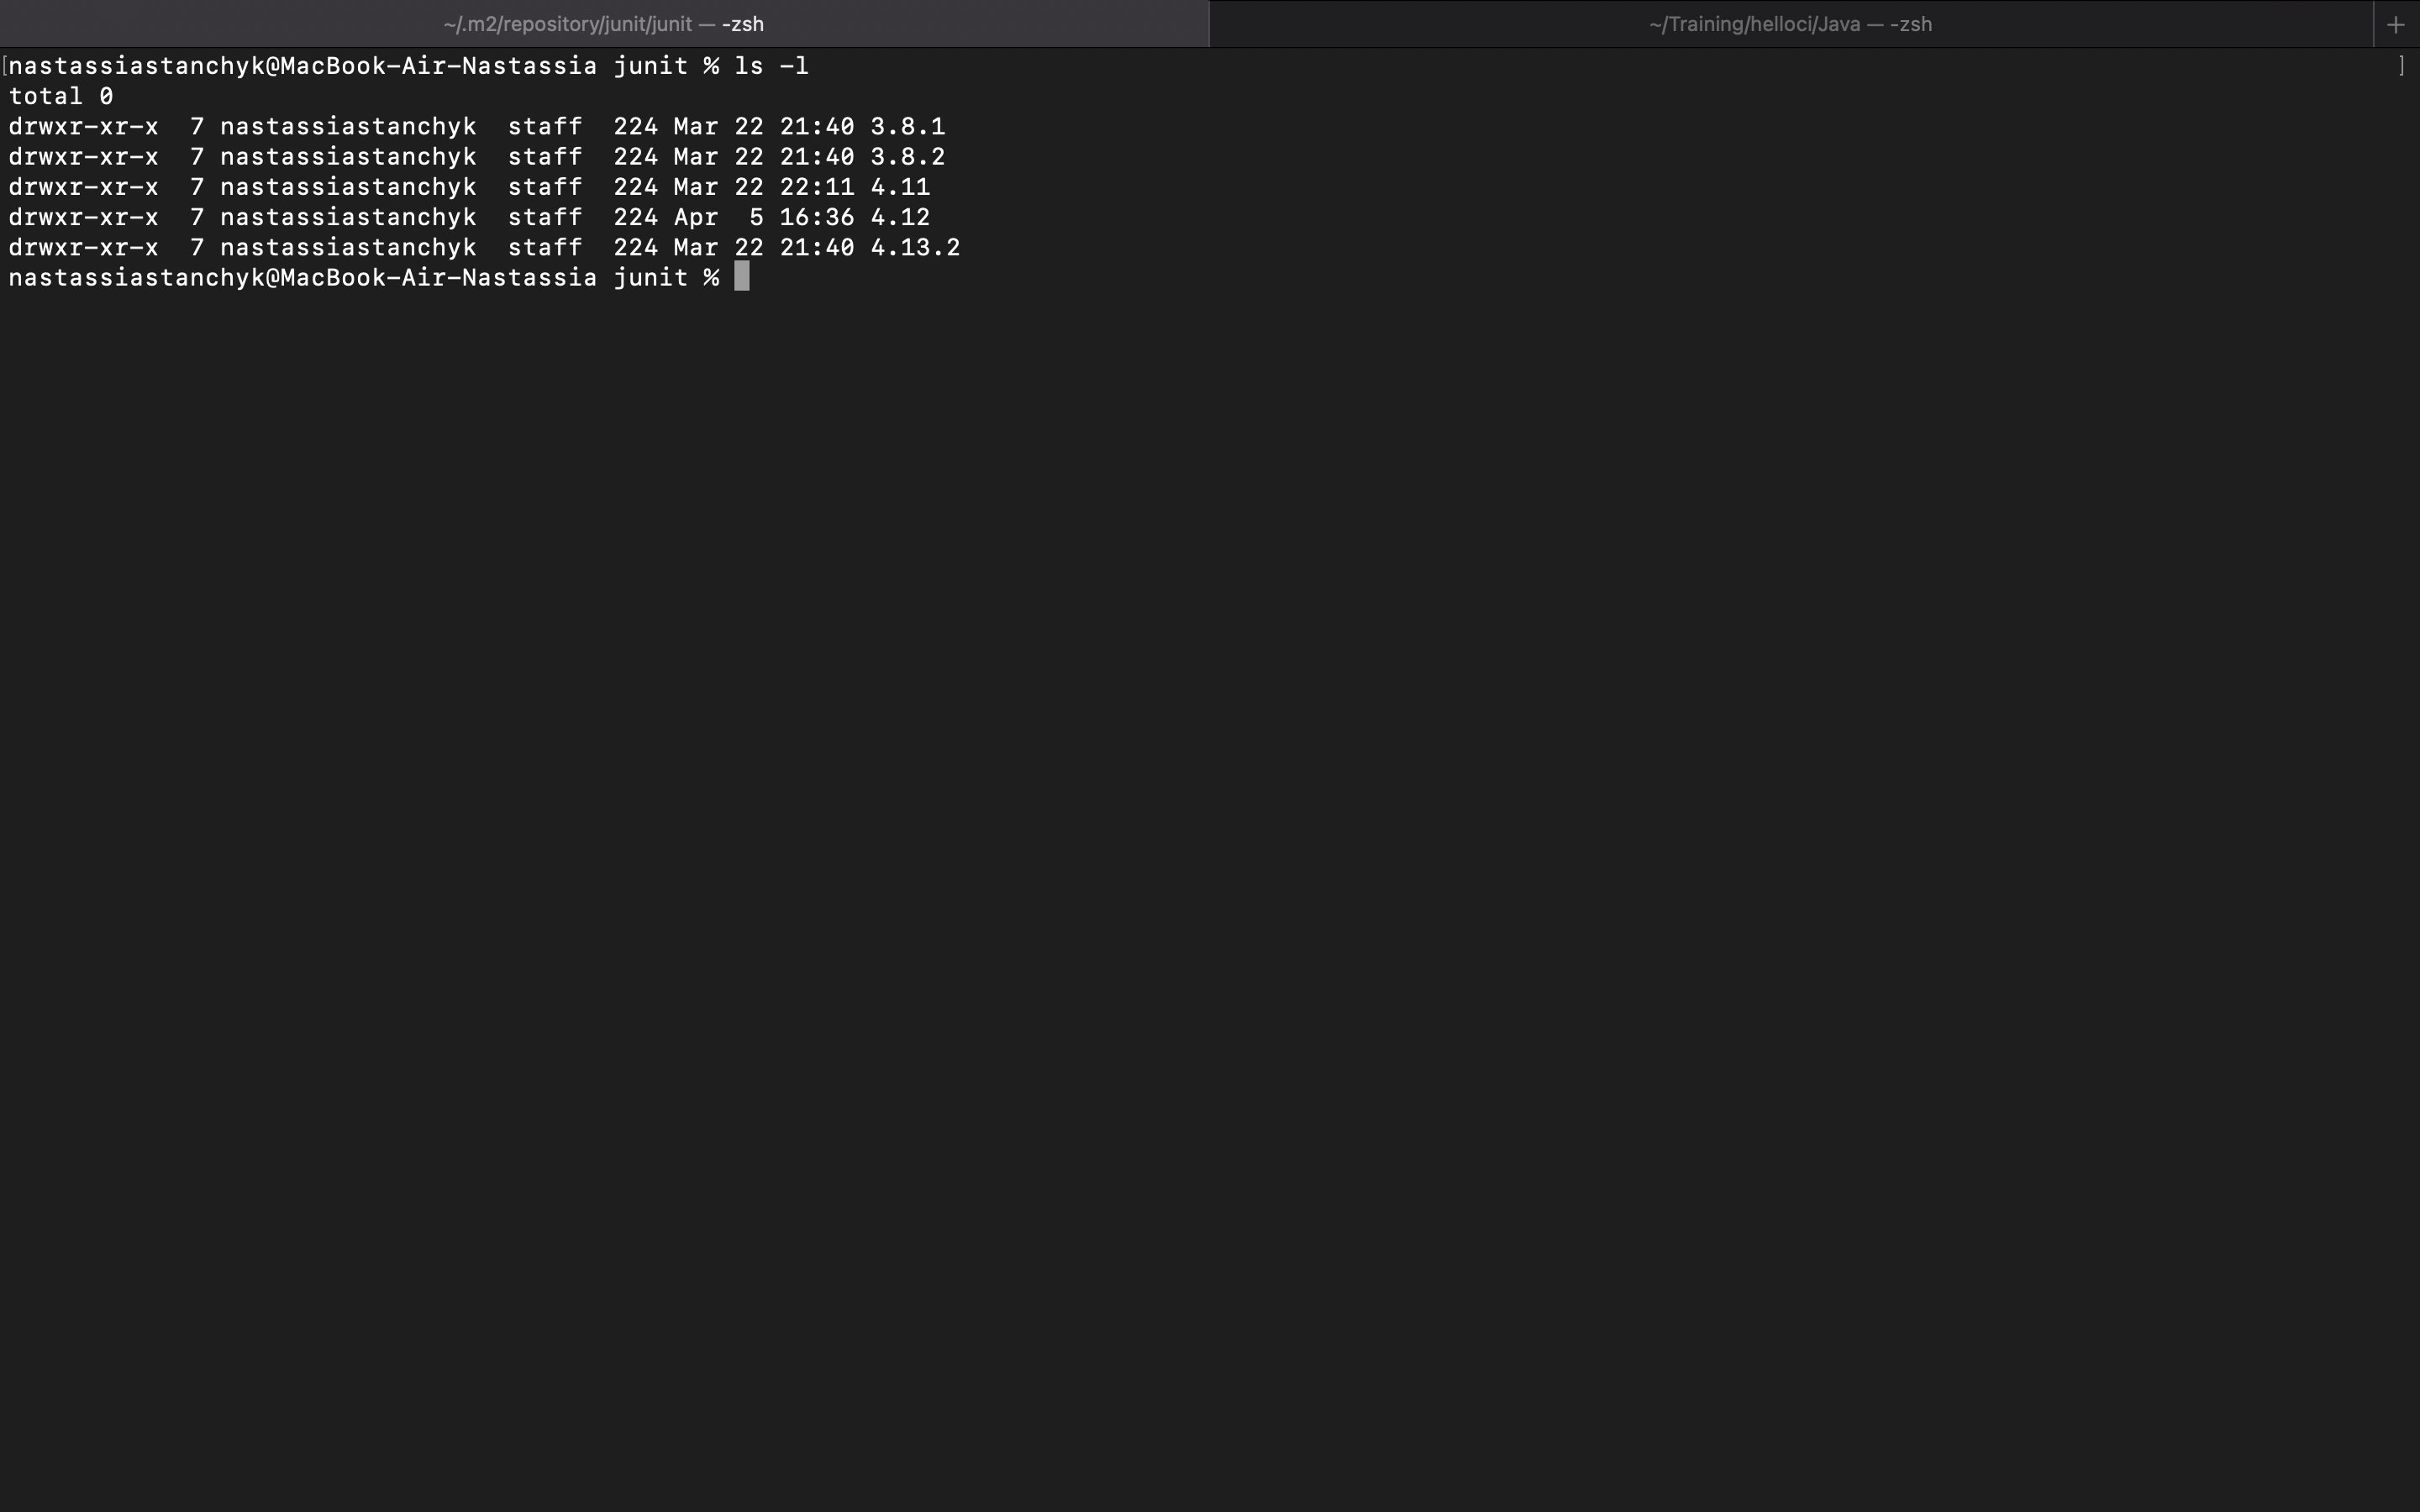 ~/.m2/repository/junit/junit — -zsh
~/Training/helloci/Java — -zsh
+
[nastassiastanchyk@MacBook-Air-Nastassia junit % ls -l ]
total 0
drwxr-xr-x  7 nastassiastanchyk  staff  224 Mar 22 21:40 3.8.1
drwxr-xr-x  7 nastassiastanchyk  staff  224 Mar 22 21:40 3.8.2
drwxr-xr-x  7 nastassiastanchyk  staff  224 Mar 22 22:11 4.11
drwxr-xr-x  7 nastassiastanchyk  staff  224 Apr  5 16:36 4.12
drwxr-xr-x  7 nastassiastanchyk  staff  224 Mar 22 21:40 4.13.2
nastassiastanchyk@MacBook-Air-Nastassia junit %